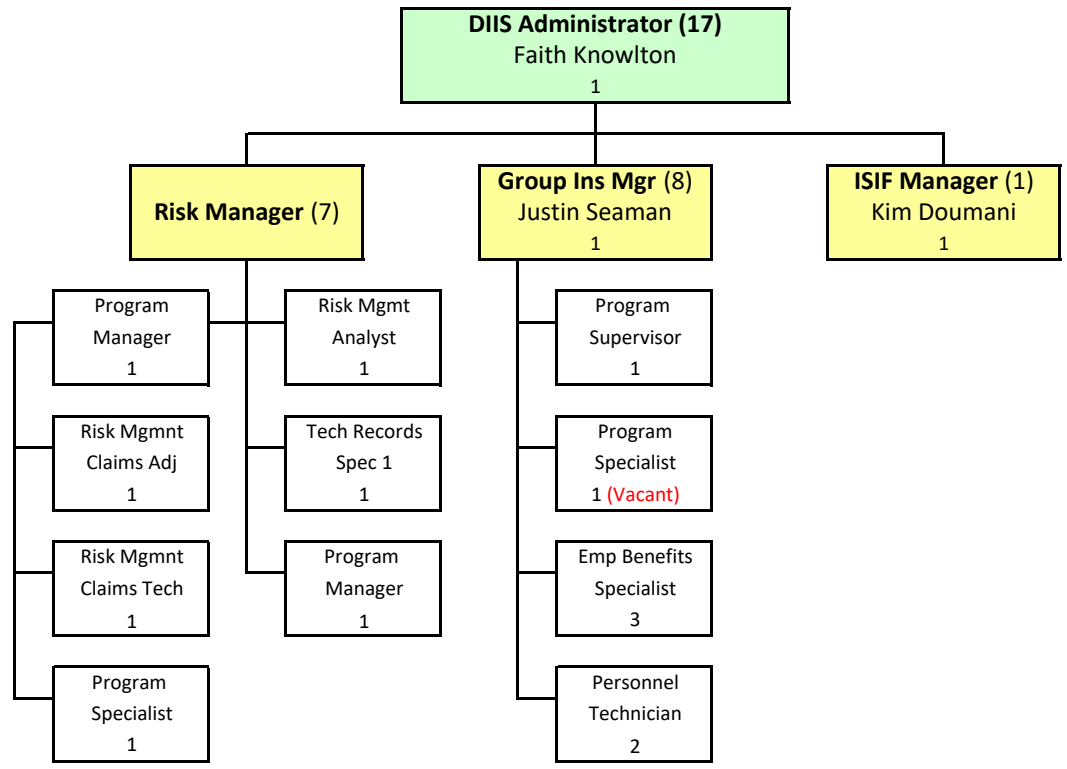 DIIS Administrator (17)
Faith Knowlton
1
Risk Manager (7)
Group Ins Mgr (8)
Justin Seaman
1
ISIF Manager (1)
Kim Doumani
1
Program
Manager
1
Risk Mgmt
Analyst
1
Program
Supervisor
1
Risk Mgmnt
Claims Adj
1
Tech Records
Spec 1
1
Program
Specialist
1 (Vacant)
Risk Mgmnt
Claims Tech
1
Program
Manager
1
Emp Benefits
Specialist
3
Program
Specialist
1
Personnel
Technician
2